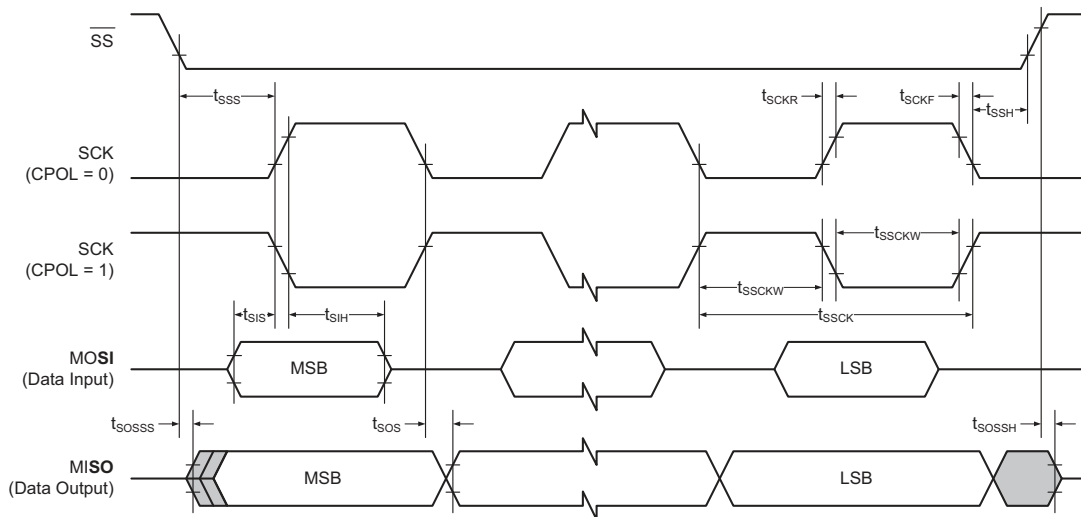 SS
tSSS
tSCKR
tSCKF
tSSH
SCK
(CPOL = 0)
SCK
(CPOL = 1)
tSSCKW
tSSCKW
tSSCK
tSIS
tSIH
MOSI
(Data Input)
MSB
LSB
tSOSSS
tSOS
tSOSSH
MISO
(Data Output)
MSB
LSB